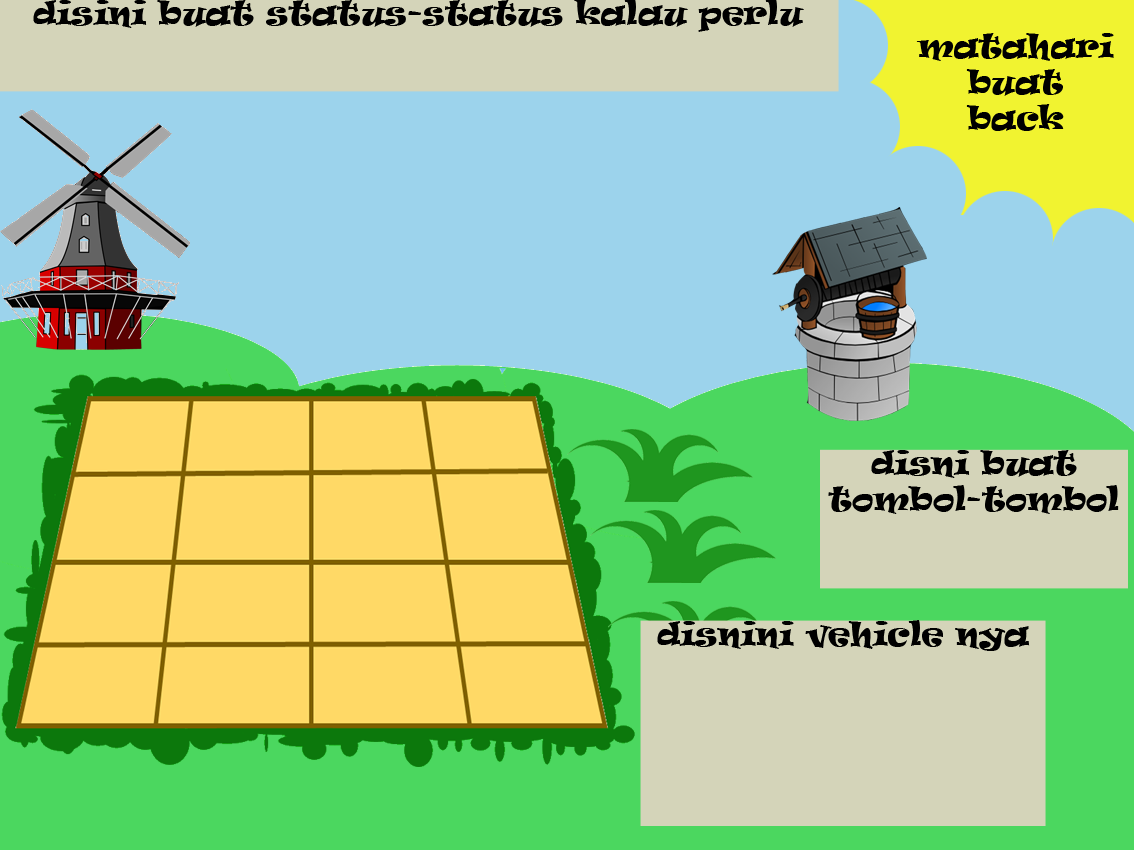 disini buat status-status kalau perlu
matahari
buat
back
disni buat
tombol-tombol
disnini vehicle nya